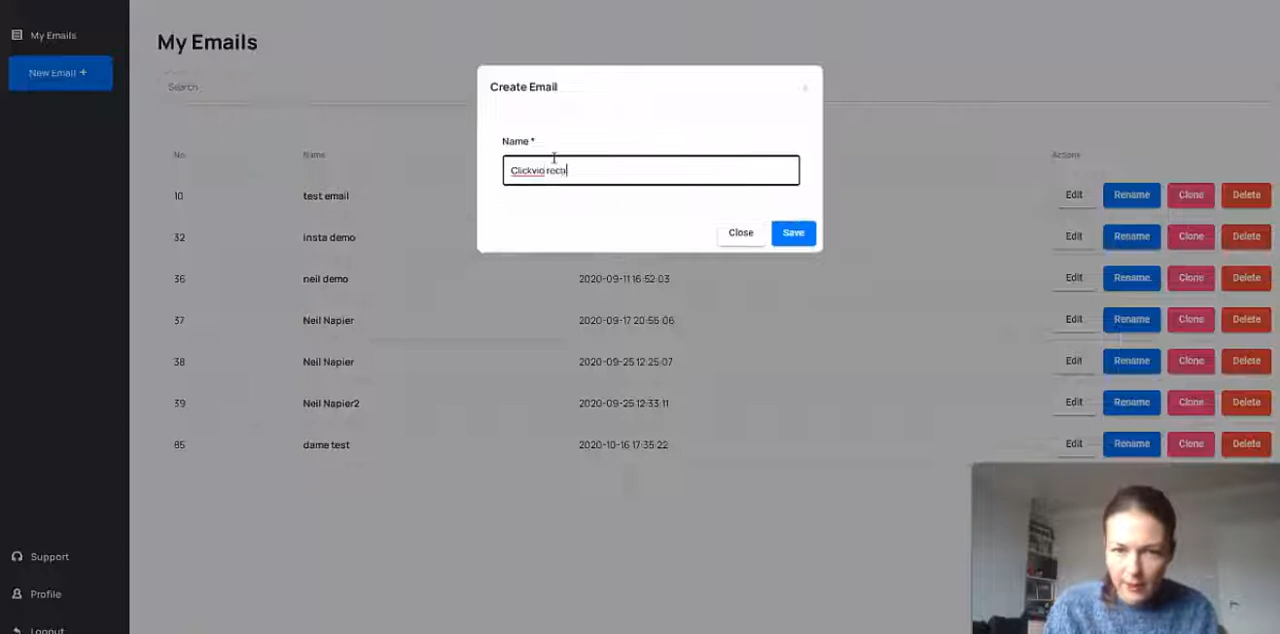 My Emails
New Email +
Support
Profile
Logout
My Emails
Search
Create Email
x
Name *
Clickvio
Close Save
No. Name Actions
10 test email Edit Rename Clone Delete
32 insta demo Edit Rename Clone Delete
36 neil demo 2020-09-11 16:52:03 Edit Rename Clone Delete
37 Neil Napier 2020-09-17 20:56:06 Edit Rename Clone Delete
38 Neil Napier 2020-09-25 12:25:07 Edit Rename Clone Delete
39 Neil Napier2 2020-09-25 12:33:11 Edit Rename Clone Delete
85 dame test 2020-10-16 17:35:22 Edit Rename Clone Delete